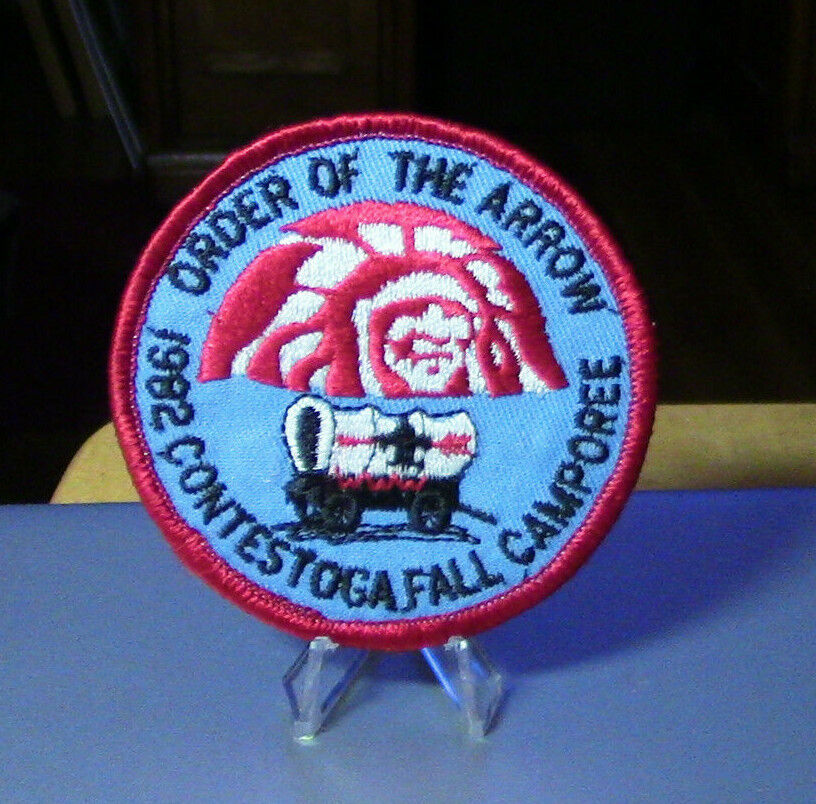 ORDER OF THE ARROW
1982 CONTESTOGA FALL CAMPOREE